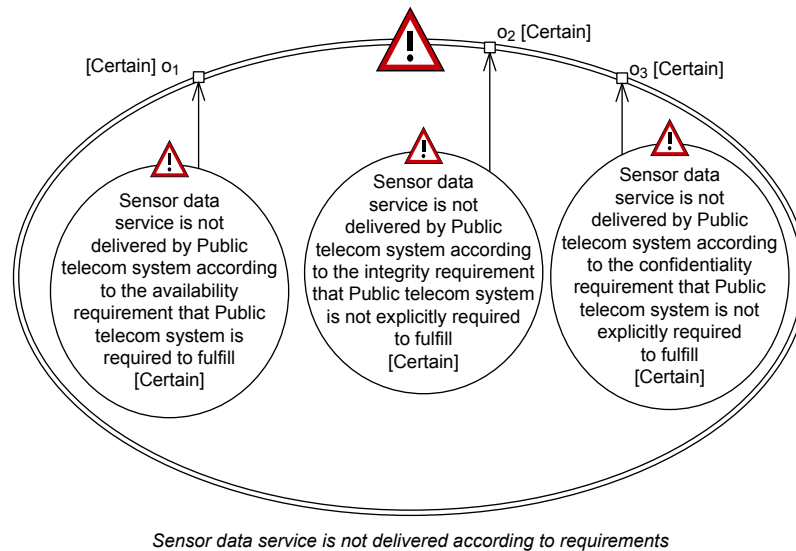 [Certain] o1
o2 [Certain]
o3 [Certain]
Sensor data
service is not
delivered by Public
telecom system according
to the availability
requirement that Public
telecom system is
required to fulfill
[Certain]
Sensor data
service is not
delivered by Public
telecom system according
to the integrity requirement
that Public telecom system
is not explicitly required
to fulfill
[Certain]
Sensor data
service is not
delivered by Public
telecom system according
to the confidentiality
requirement that Public
telecom system is not
explicitly required
to fulfill
[Certain]
Sensor data service is not delivered according to requirements